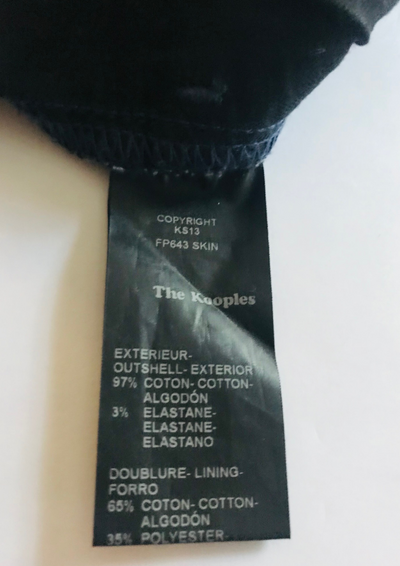 COPYRIGHT
KS13
FP643 SKIN
The Kooples
EXTERIEUR-
OUTSHELL- EXTERIOR
97% COTON- COTTON-
ALGODÓN
3% ELASTANE-
ELASTANE-
ELASTANO
DOUBLURE- LINING-
FORRO
65% COTON- COTTON-
ALGODÓN
35% POLYESTER-